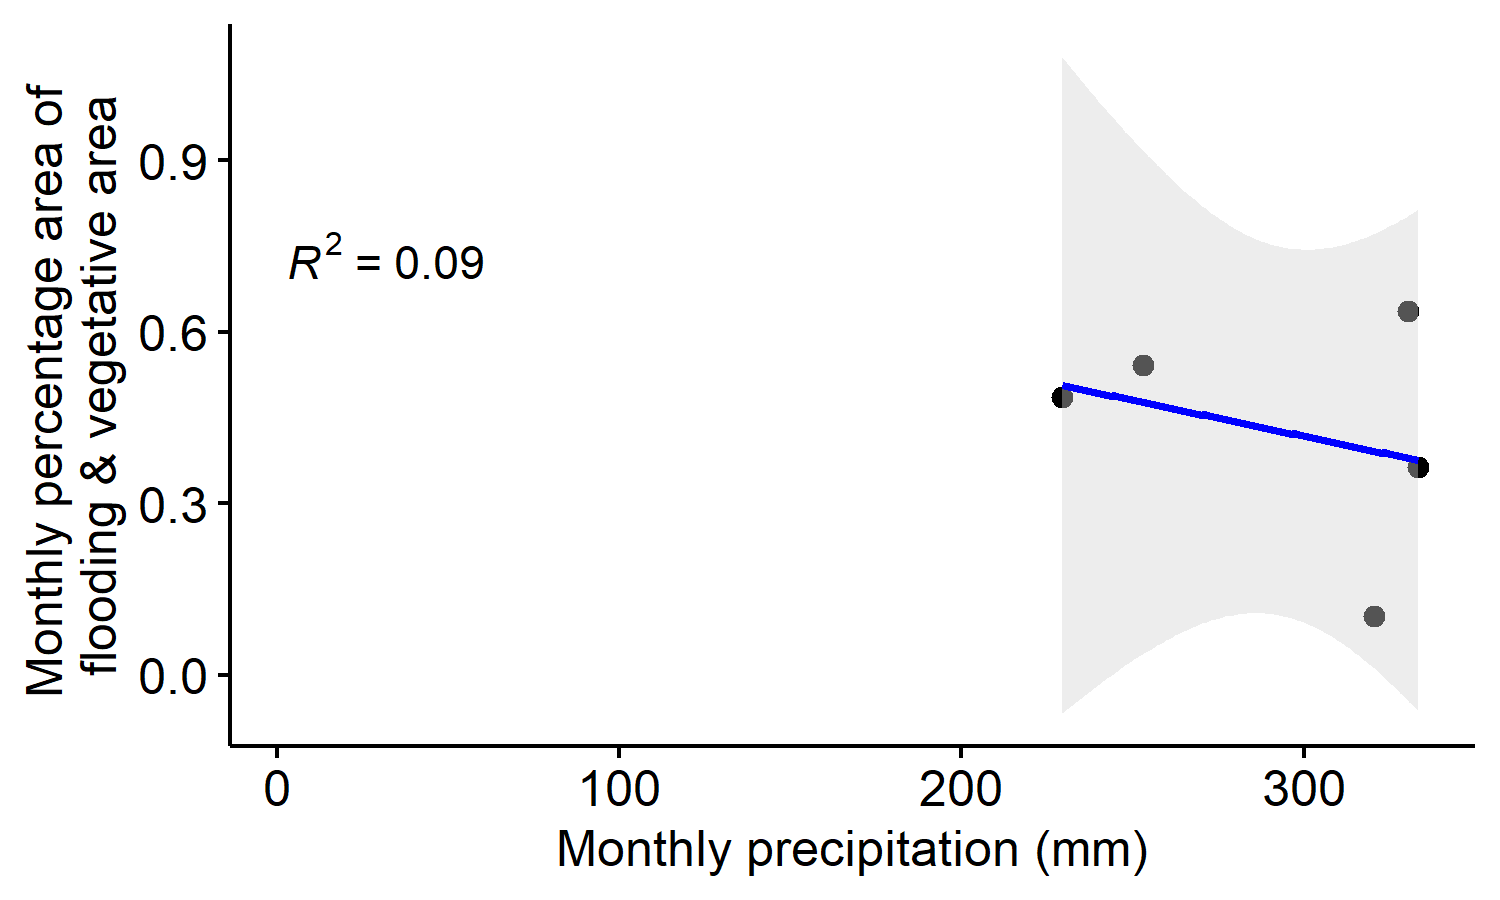 Monthly percentage area of
flooding & vegetative area
0.9
0.6
0.3
0.0
R² = 0.09
0 100 200 300
Monthly precipitation (mm)